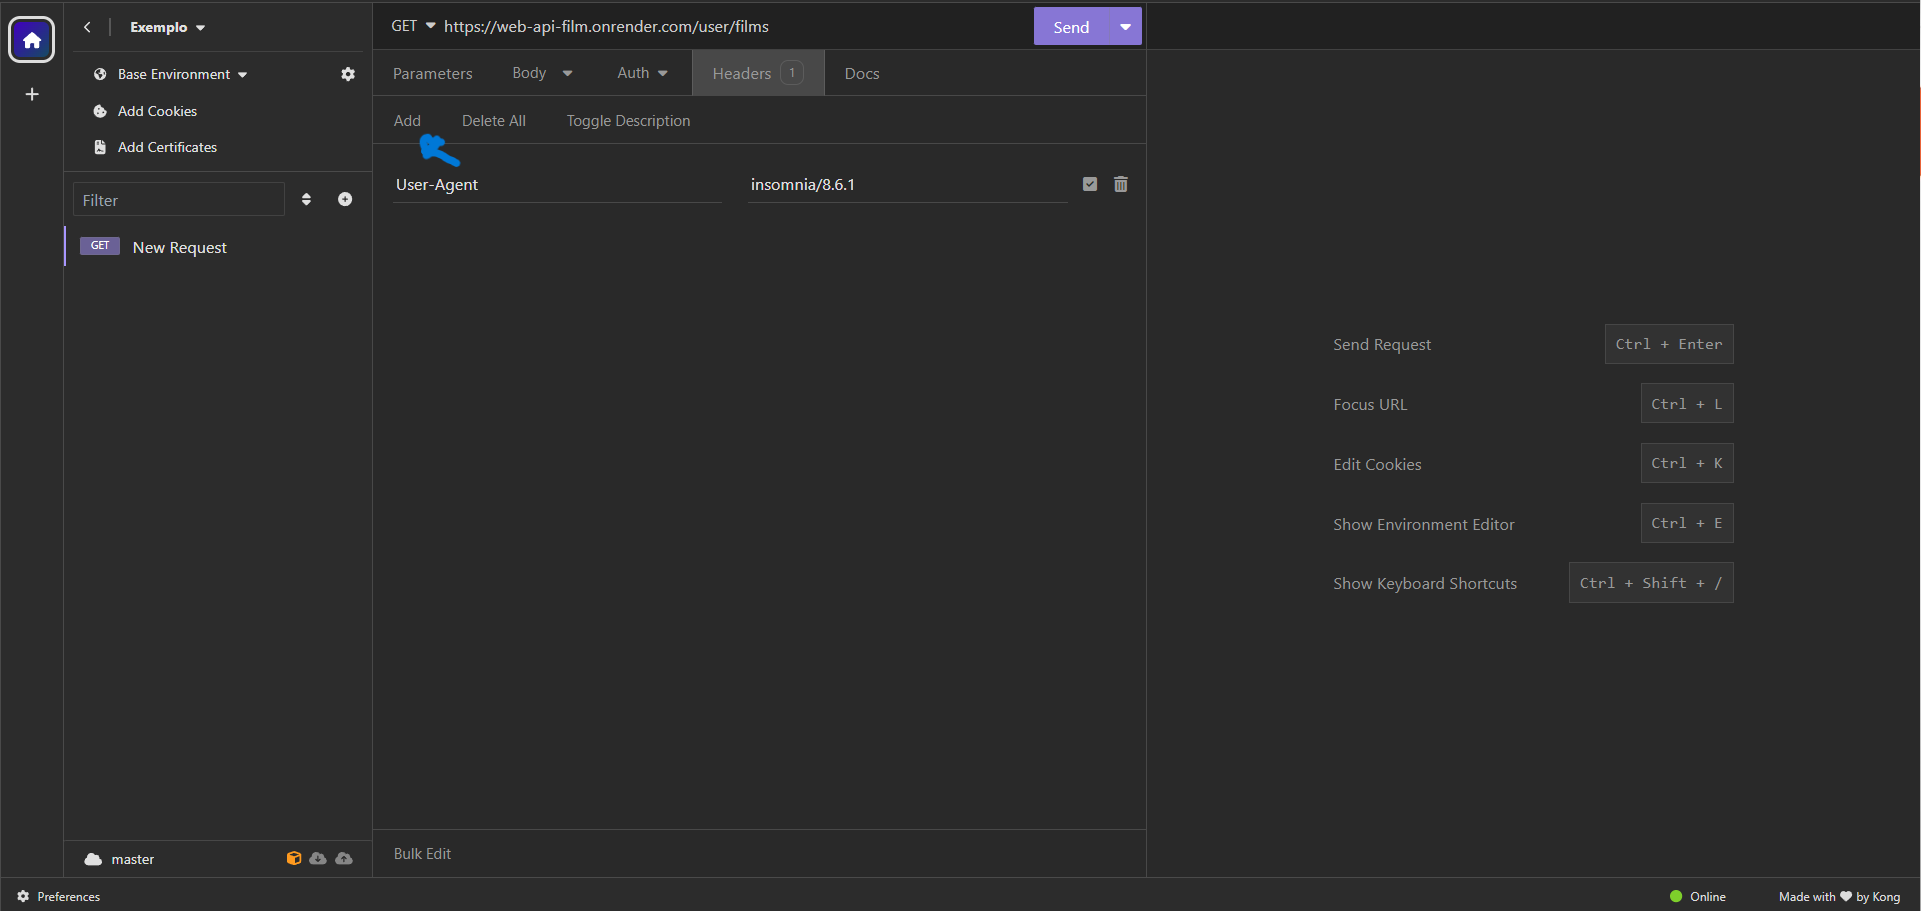 Exemplo
Base Environment
Add Cookies
Add Certificates
Filter
GET New Request
master
GET https://web-api-film.onrender.com/user/films Send
Parameters Body Auth Headers 1 Docs
Add Delete All Toggle Description
User-Agent insomnia/8.6.1
Bulk Edit
Send Request Ctrl + Enter
Focus URL Ctrl + L
Edit Cookies Ctrl + K
Show Environment Editor Ctrl + E
Show Keyboard Shortcuts Ctrl + Shift + /
Preferences Online Made with ♥ by Kong